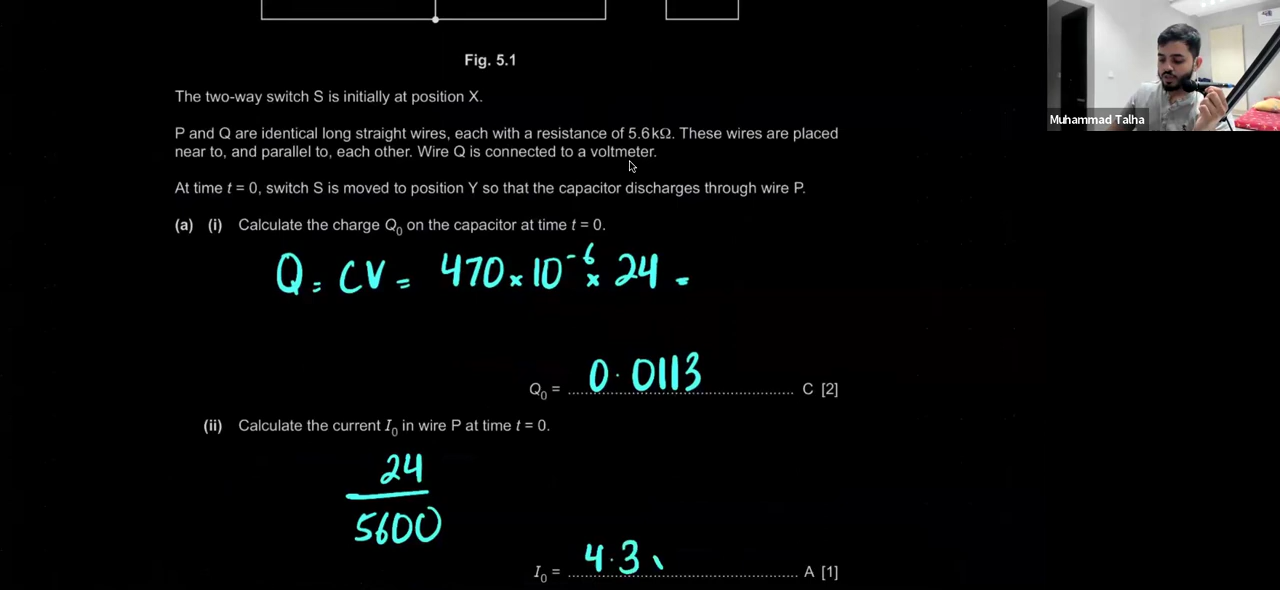 Fig. 5.1
Muhammad Talha
The two-way switch S is initially at position X.
P and Q are identical long straight wires, each with a resistance of 5.6 kΩ. These wires are placed
near to, and parallel to, each other. Wire Q is connected to a voltmeter.
At time t = 0, switch S is moved to position Y so that the capacitor discharges through wire P.
(a) (i) Calculate the charge Q₀ on the capacitor at time t = 0.
Q = CV = 470 × 10⁻⁶ × 24 =
Q₀ = 0.0113 C [2]
(ii) Calculate the current I₀ in wire P at time t = 0.
24
5600
I₀ = 4.3 A [1]